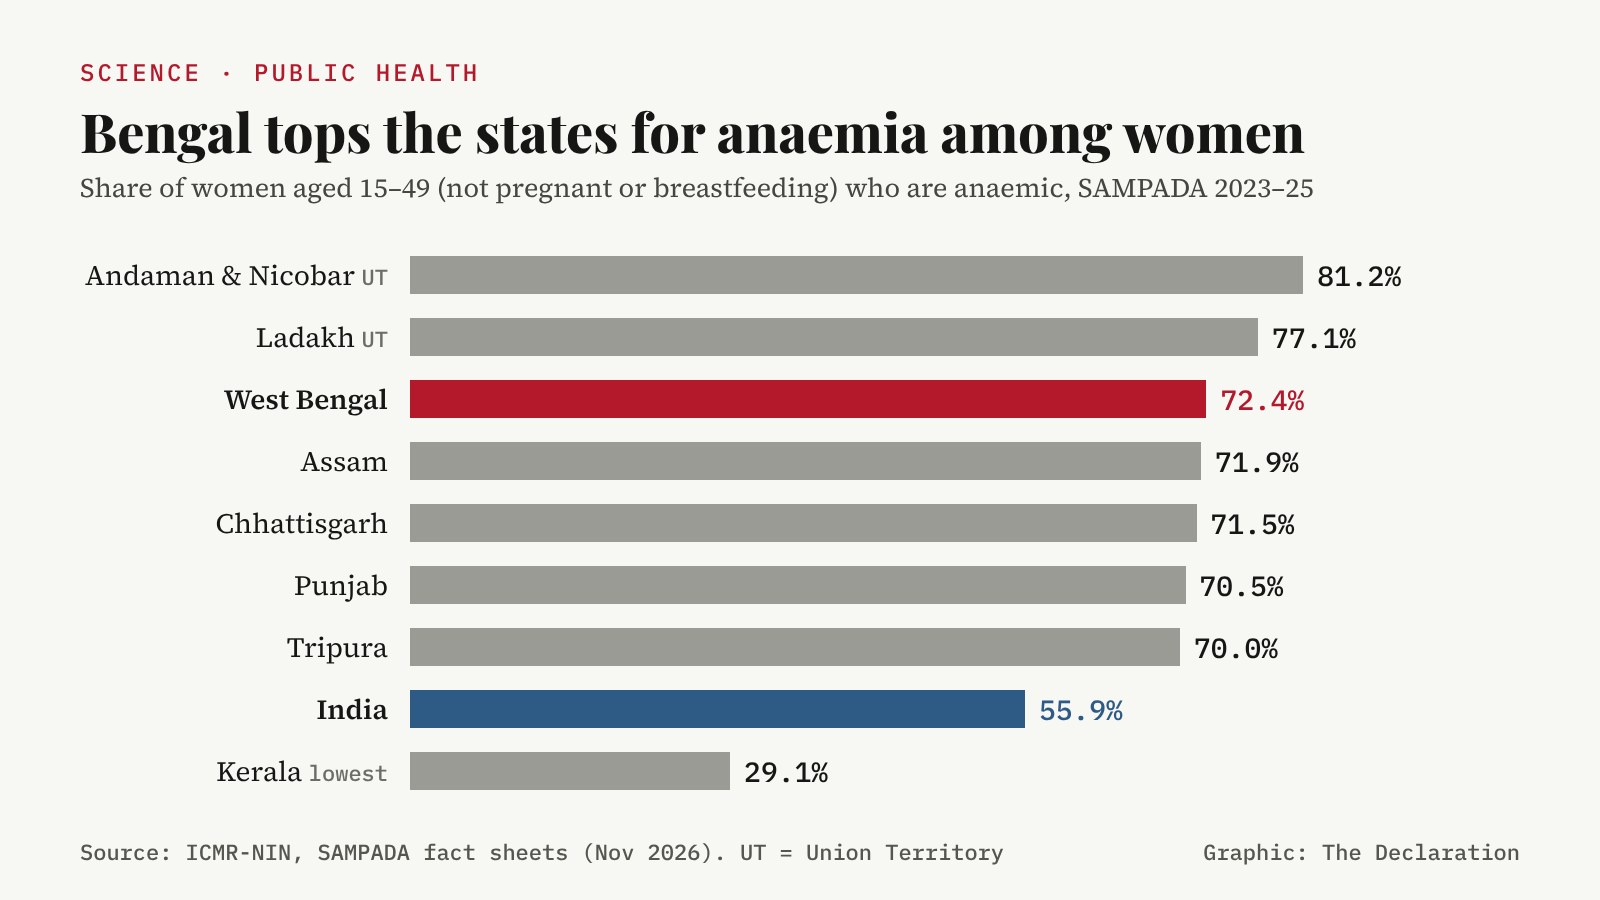 SCIENCE · PUBLIC HEALTH
Bengal tops the states for anaemia among women
Share of women aged 15–49 (not pregnant or breastfeeding) who are anaemic, SAMPADA 2023–25
Andaman & Nicobar UT 81.2%
Ladakh UT 77.1%
West Bengal 72.4%
Assam 71.9%
Chhattisgarh 71.5%
Punjab 70.5%
Tripura 70.0%
India 55.9%
Kerala lowest 29.1%
Source: ICMR-NIN, SAMPADA fact sheets (Nov 2026). UT = Union Territory
Graphic: The Declaration